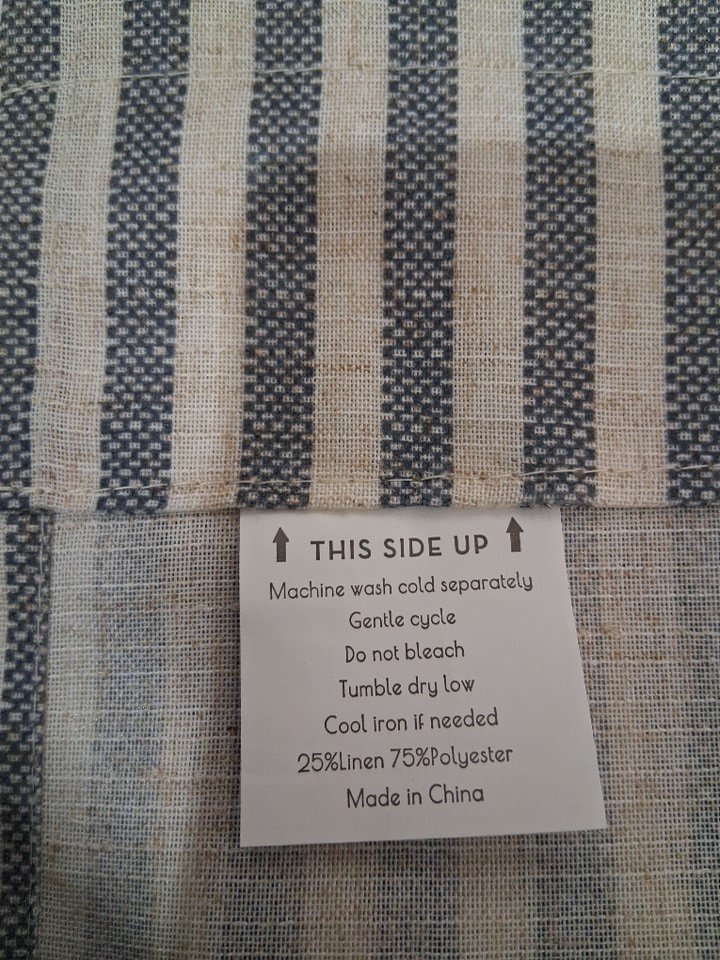 THIS SIDE UP
Machine wash cold separately
Gentle cycle
Do not bleach
Tumble dry low
Cool iron if needed
25%Linen 75%Polyester
Made in China